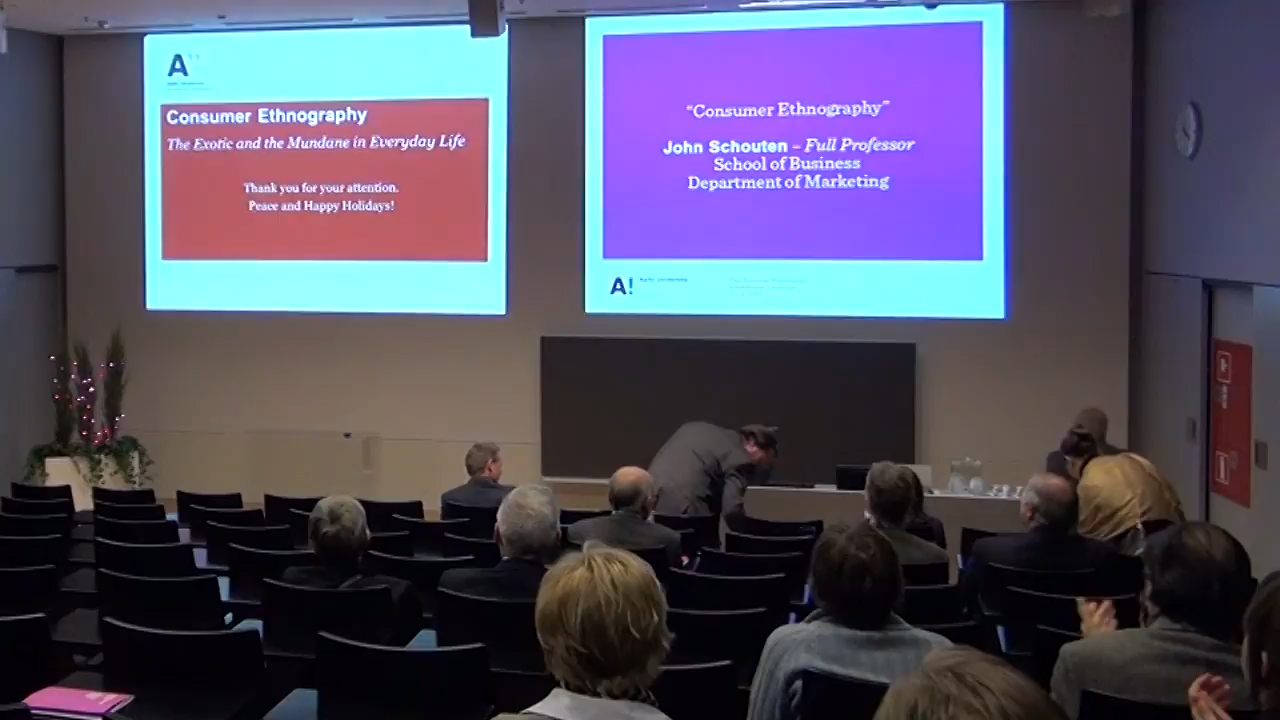 A
Consumer Ethnography
The Exotic and the Mundane in Everyday Life
Thank you for your attention.
Peace and Happy Holidays!
“Consumer Ethnography”
John Schouten – Full Professor
School of Business
Department of Marketing
A!